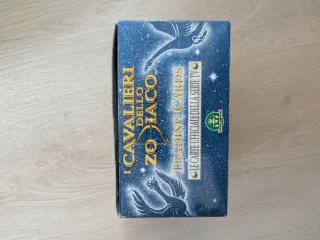 I CAVALIERI
DELLO
ZODIACO
TRADING CARDS
LE CARTE UFFICIALI DELLA SERIE TV